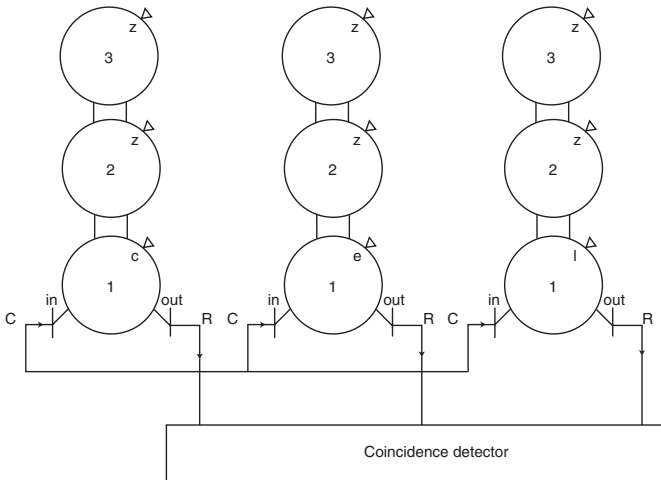 z z z
3 3 3
z z z
2 2 2
c e l
1 1 1
in out in out in out
C R C R C R
Coincidence detector